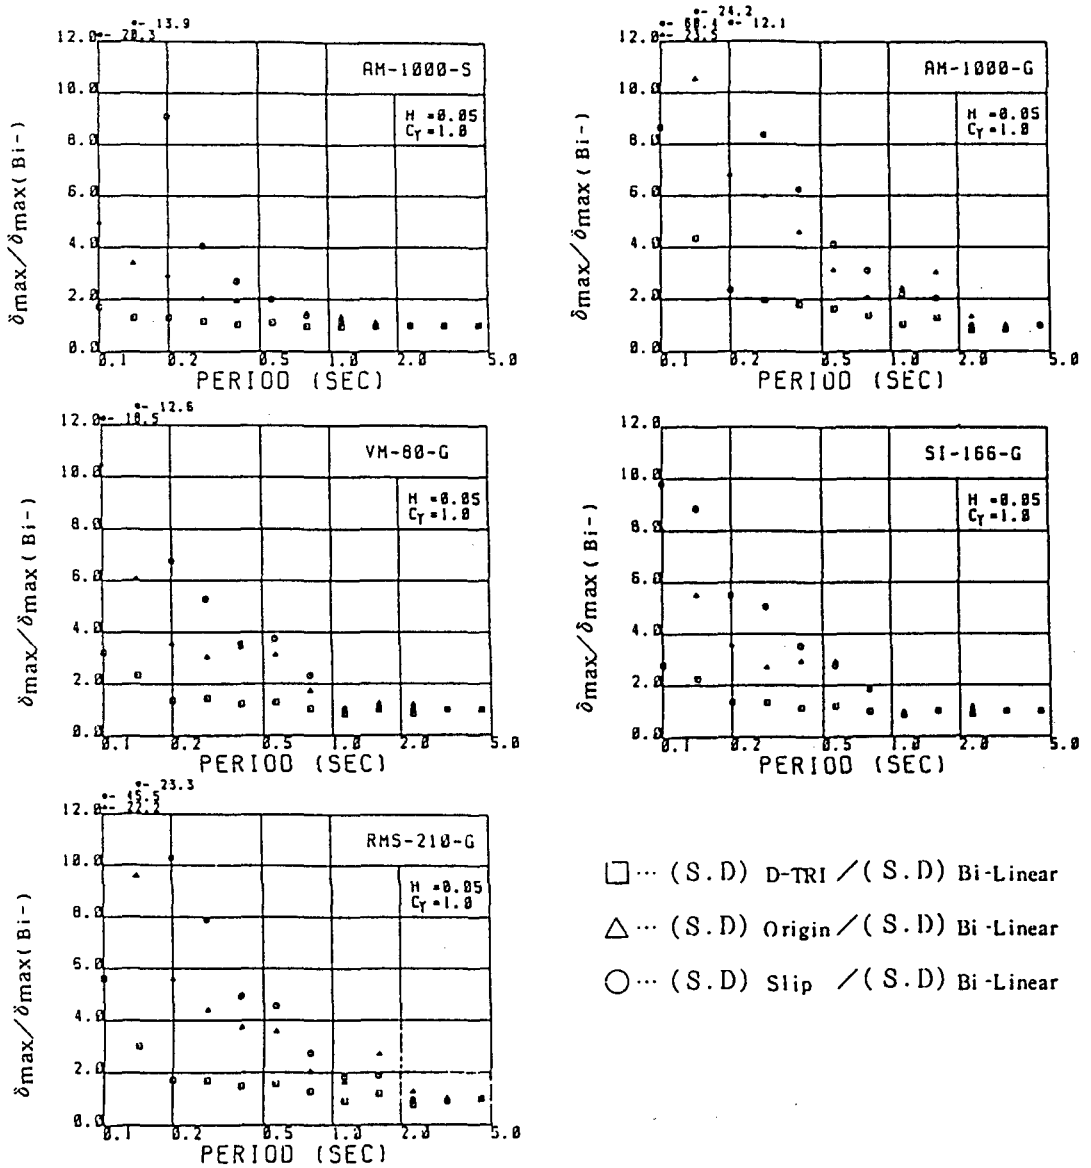 •- 13.9
•- 20.3
12.0
10.0
8.0
6.0
4.0
2.0
0.0
AM-1000-S
H =0.05
CY =1.0
δmax/δmax(Bi-)
0.1 0.2 0.5 1.0 2.0 5.0
PERIOD (SEC)
•- 24.2
•- 60.4 •- 12.1
▵- 23.5
12.0
10.0
8.0
6.0
4.0
2.0
0.0
AM-1000-G
H =0.05
CY =1.0
δmax/δmax(Bi-)
0.1 0.2 0.5 1.0 2.0 5.0
PERIOD (SEC)
•- 12.6
•- 18.5
12.0
10.0
8.0
6.0
4.0
2.0
0.0
VM-80-G
H =0.05
CY =1.0
δmax/δmax(Bi-)
0.1 0.2 0.5 1.0 2.0 5.0
PERIOD (SEC)
12.0
10.0
8.0
6.0
4.0
2.0
0.0
SI-166-G
H =0.05
CY =1.0
δmax/δmax(Bi-)
0.1 0.2 0.5 1.0 2.0 5.0
PERIOD (SEC)
•- 23.3
•- 45.5
▵- 22.2
12.0
10.0
8.0
6.0
4.0
2.0
0.0
RMS-210-G
H =0.05
CY =1.0
δmax/δmax(Bi-)
0.1 0.2 0.5 1.0 2.0 5.0
PERIOD (SEC)
□ ··· (S.D) D-TRI /(S.D) Bi-Linear
△ ··· (S.D) Origin /(S.D) Bi-Linear
○ ··· (S.D) Slip /(S.D) Bi-Linear